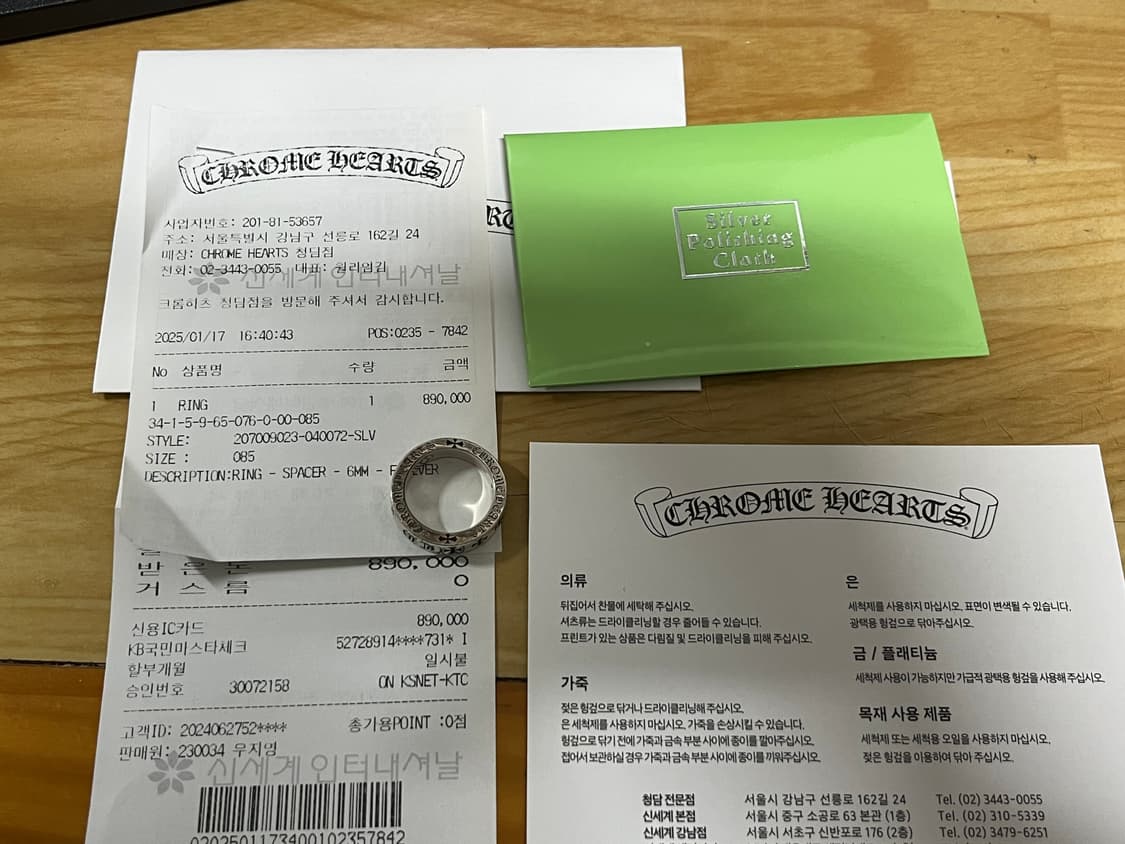 CHROME HEARTS
사업자번호: 201-81-53657
주소: 서울특별시 강남구 선릉로 162길 24
매장: CHROME HEARTS 청담점
전화: 02-3443-0055 대표: 윌리엄김
신세계 인터내셔날
크롬하츠 청담점을 방문해 주셔서 감사합니다.
2025/01/17 16:40:43 POS:0235 - 7842
No 상품명 수량 금액
1 RING 1 890,000
34-1-5-9-65-076-0-00-085
STYLE: 207009023-040072-SLV
SIZE : 085
DESCRIPTION:RING - SPACER - 6MM - F EVER
받 은 돈 890,000
거 스 름 0
신용IC카드 890,000
KB국민마스타체크 52728914****731* I
할부개월 일시불
승인번호 30072158 ON KSNET-KTC
고객ID: 2024062752**** 총가용POINT :0점
판매원: 230034 우지영
신세계 인터내셔날
0202501173400102357842
Silver
Polishing
Cloth
CHROME HEARTS
의류
뒤집어서 찬물에 세탁해 주십시오.
셔츠류는 드라이클리닝할 경우 줄어들 수 있습니다.
프린트가 있는 상품은 다림질 및 드라이클리닝을 피해 주십시오.
가죽
젖은 헝겊으로 닦거나 드라이클리닝해 주십시오.
은 세척제를 사용하지 마십시오. 가죽을 손상시킬 수 있습니다.
헝겊으로 닦기 전에 가죽과 금속 부분 사이에 종이를 깔아주십시오.
접어서 보관하실 경우 가죽과 금속 부분 사이에 종이를 끼워주십시오.
은
세척제를 사용하지 마십시오. 표면이 변색될 수 있습니다.
광택용 헝겊으로 닦아주십시오.
금 / 플래티늄
세척제 사용이 가능하지만 가급적 광택용 헝겊을 사용해 주십시오.
목재 사용 제품
세척제 또는 세척용 오일을 사용하지 마십시오.
젖은 헝겊을 이용하여 닦아 주십시오.
청담 전문점 서울시 강남구 선릉로 162길 24 Tel. (02) 3443-0055
신세계 본점 서울시 중구 소공로 63 본관 (1층) Tel. (02) 310-5339
신세계 강남점 서울시 서초구 신반포로 176 (2층) Tel. (02) 3479-6251